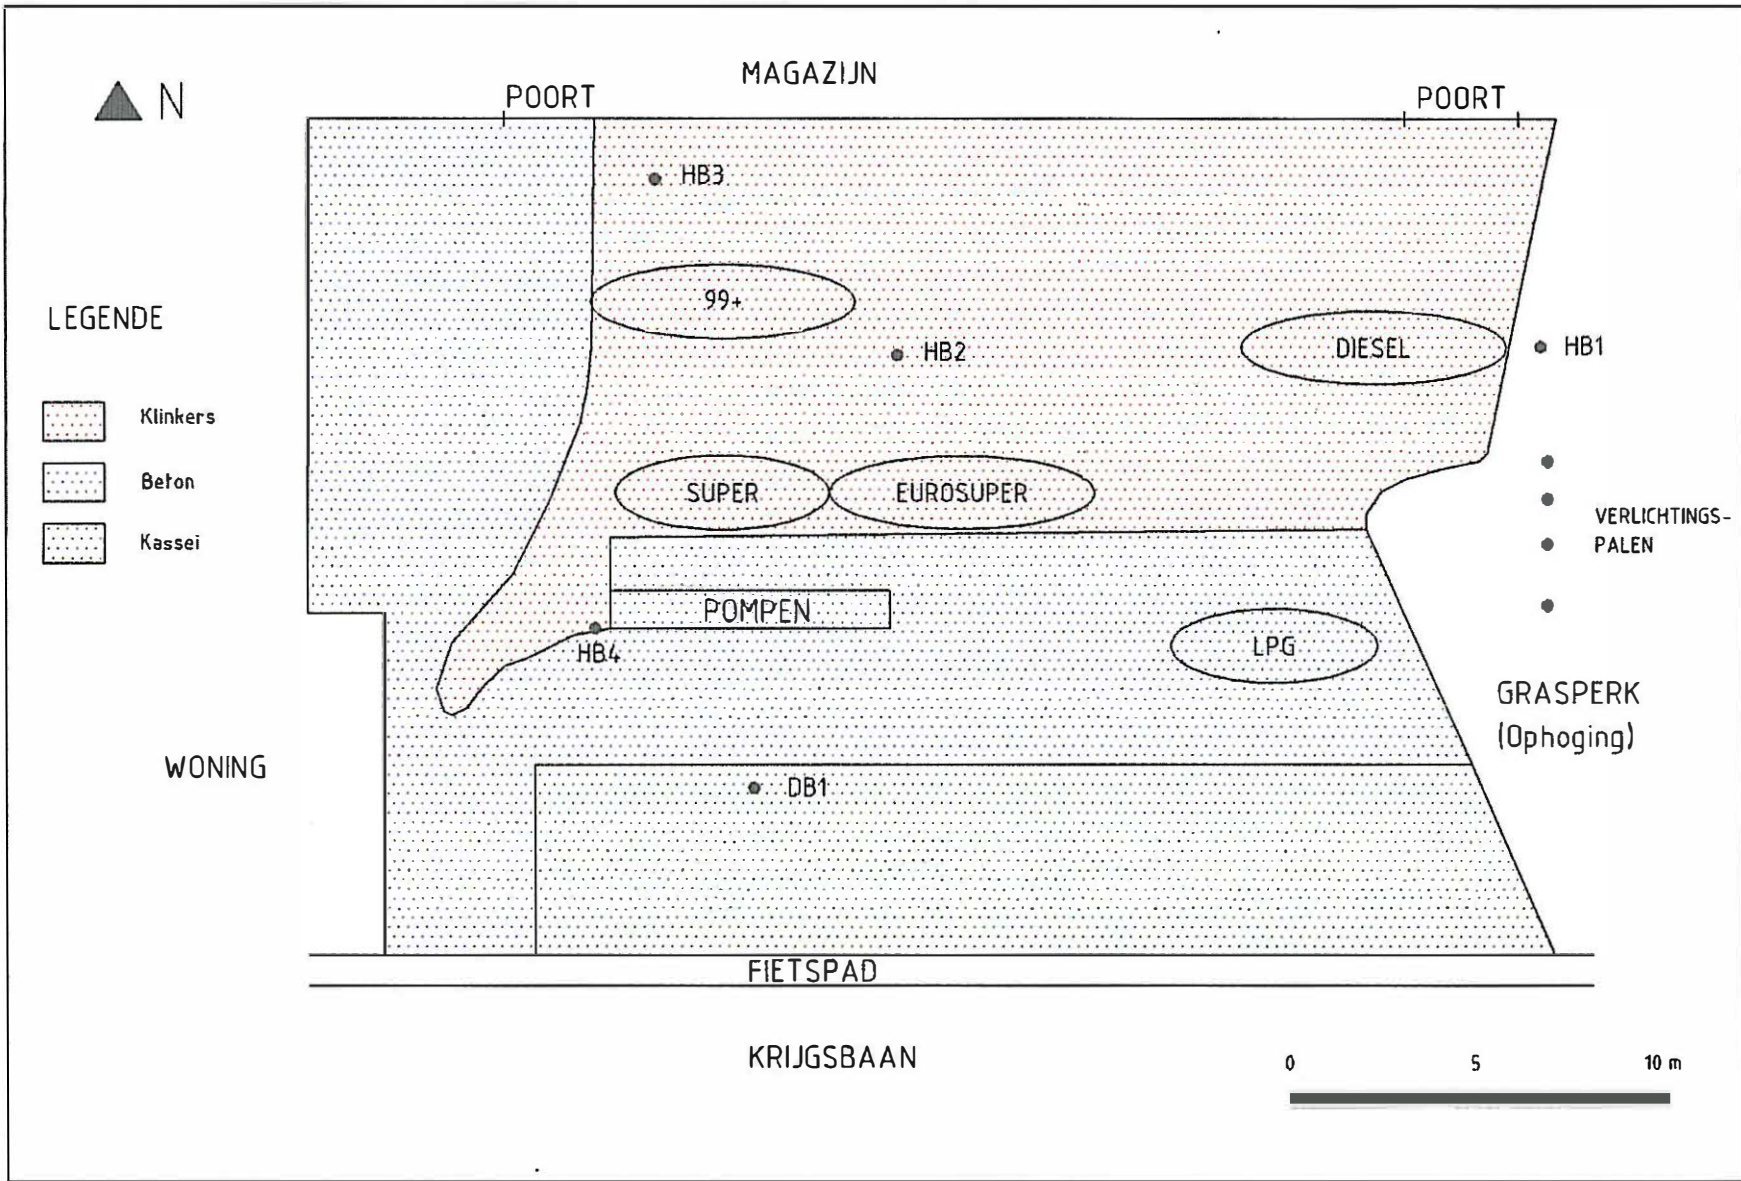 MAGAZIJN
N
POORT
POORT
HB3
99+
HB2
DIESEL
HB1
LEGENDE
Klinkers
Beton
Kassei
SUPER
EUROSUPER
VERLICHTINGS-
PALEN
POMPEN
HB4
LPG
GRASPERK
(Ophoging)
WONING
DB1
FIETSPAD
KRIJGSBAAN
0 5 10 m